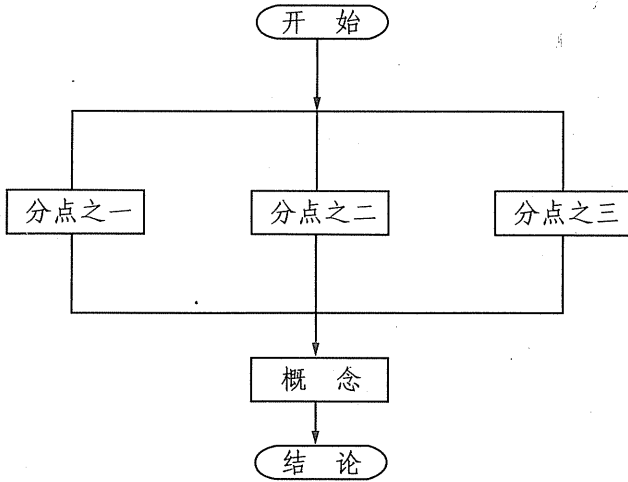 开 始
分点之一
分点之二
分点之三
概 念
结 论